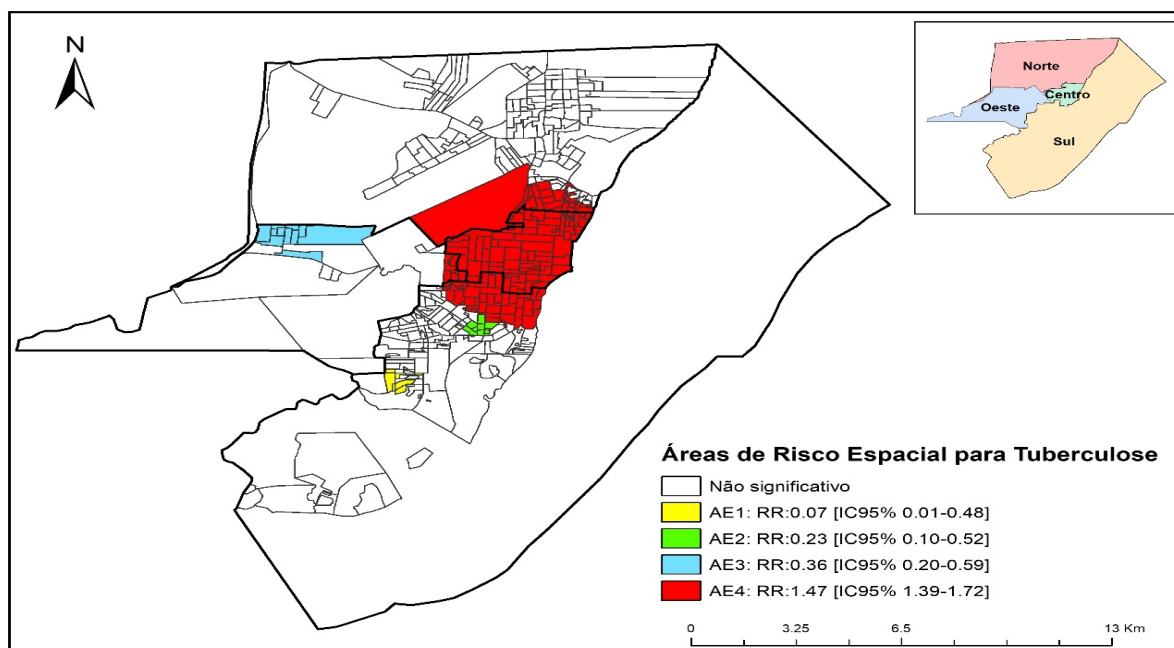 N
Norte
Oeste
Centro
Sul
Áreas de Risco Espacial para Tuberculose
Não significativo
AE1: RR:0.07 [IC95% 0.01-0.48]
AE2: RR:0.23 [IC95% 0.10-0.52]
AE3: RR:0.36 [IC95% 0.20-0.59]
AE4: RR:1.47 [IC95% 1.39-1.72]
0 3.25 6.5 13 Km